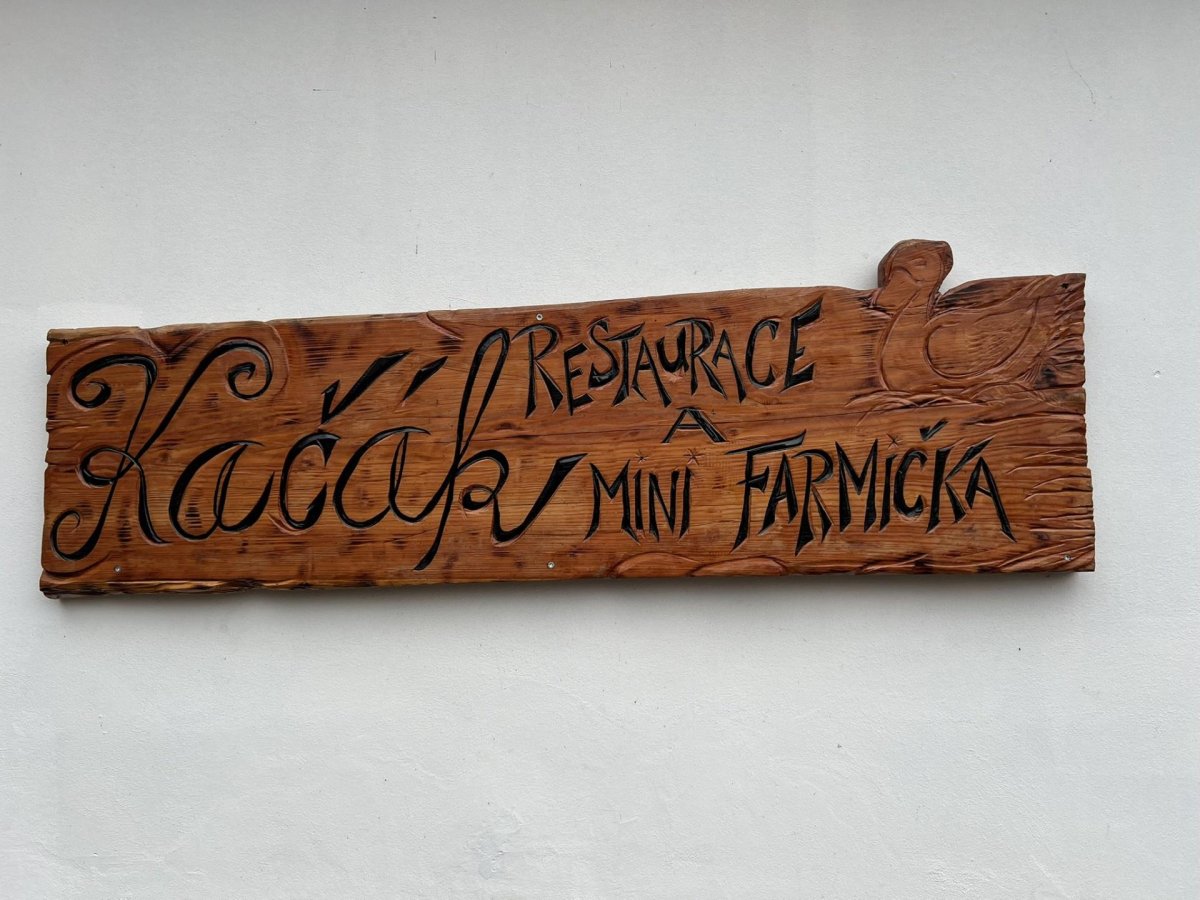 Kačák
RESTAURACE
A
MINI FARMIČKA